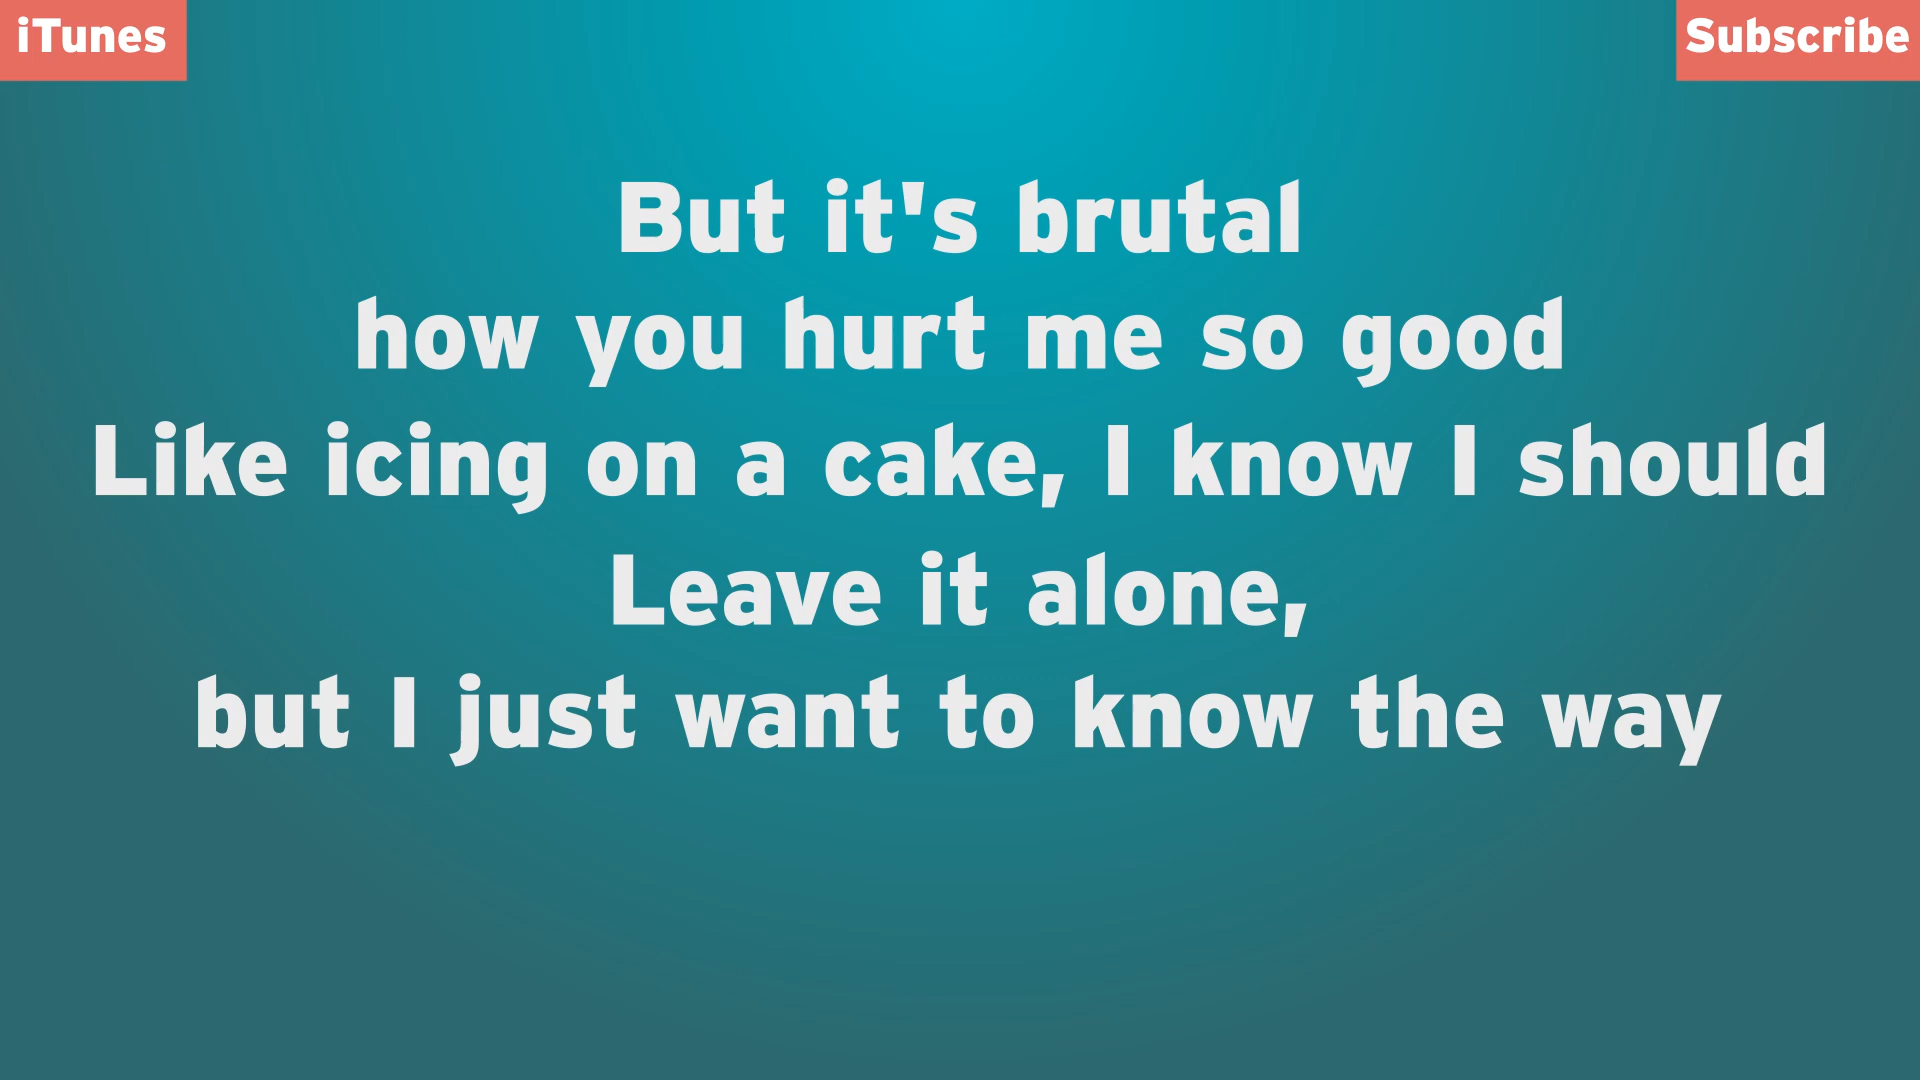 iTunes
Subscribe
But it's brutal
how you hurt me so good
Like icing on a cake, I know I should
Leave it alone,
but I just want to know the way